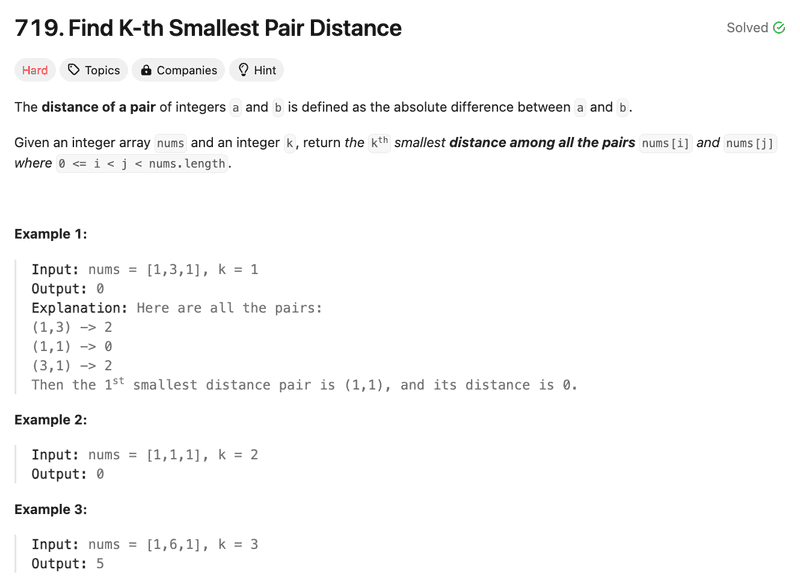 719. Find K-th Smallest Pair Distance
Solved
Hard Topics Companies Hint
The distance of a pair of integers a and b is defined as the absolute difference between a and b.
Given an integer array nums and an integer k, return the kth smallest distance among all the pairs nums[i] and nums[j]
where 0 <= i < j < nums.length.
Example 1:
Input: nums = [1,3,1], k = 1
Output: 0
Explanation: Here are all the pairs:
(1,3) -> 2
(1,1) -> 0
(3,1) -> 2
Then the 1st smallest distance pair is (1,1), and its distance is 0.
Example 2:
Input: nums = [1,1,1], k = 2
Output: 0
Example 3:
Input: nums = [1,6,1], k = 3
Output: 5